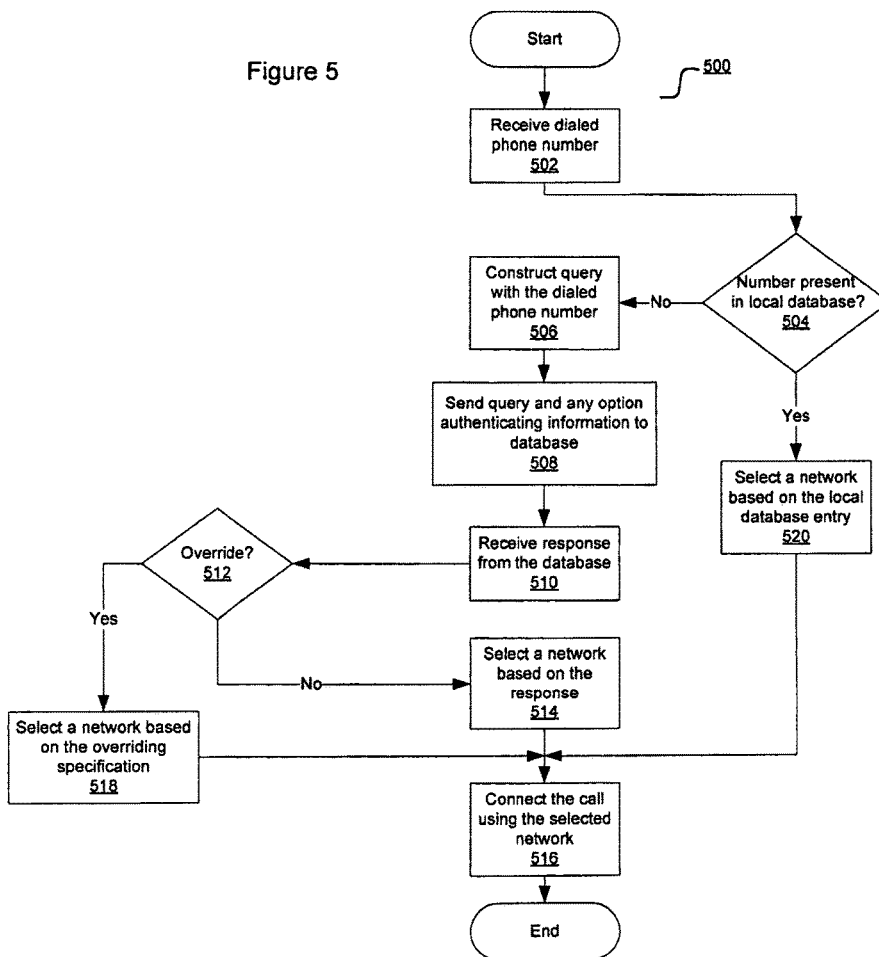 Figure 5
Start
500
Receive dialed
phone number
502
Number present
in local database?
504
No
Construct query
with the dialed
phone number
506
Yes
Send query and any option
authenticating information to
database
508
Select a network
based on the local
database entry
520
Receive response
from the database
510
Override?
512
Yes
No
Select a network
based on the
response
514
Select a network based
on the overriding
specification
518
Connect the call
using the selected
network
516
End